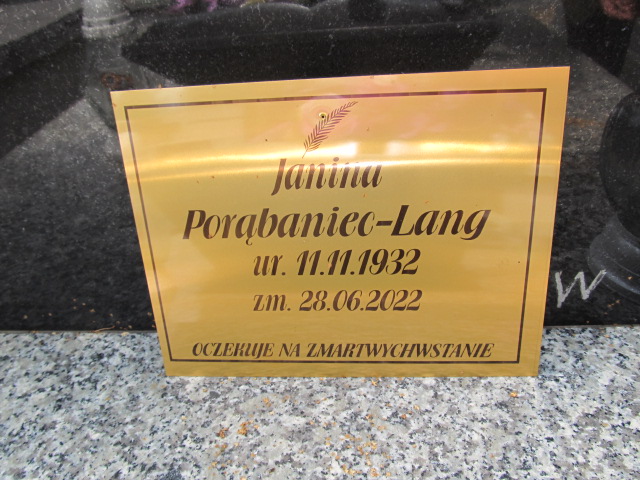 Janina
Porąbaniec-Lang
ur. 11.11.1932
zm. 28.06.2022
OCZEKUJE NA ZMARTWYCHWSTANIE
W